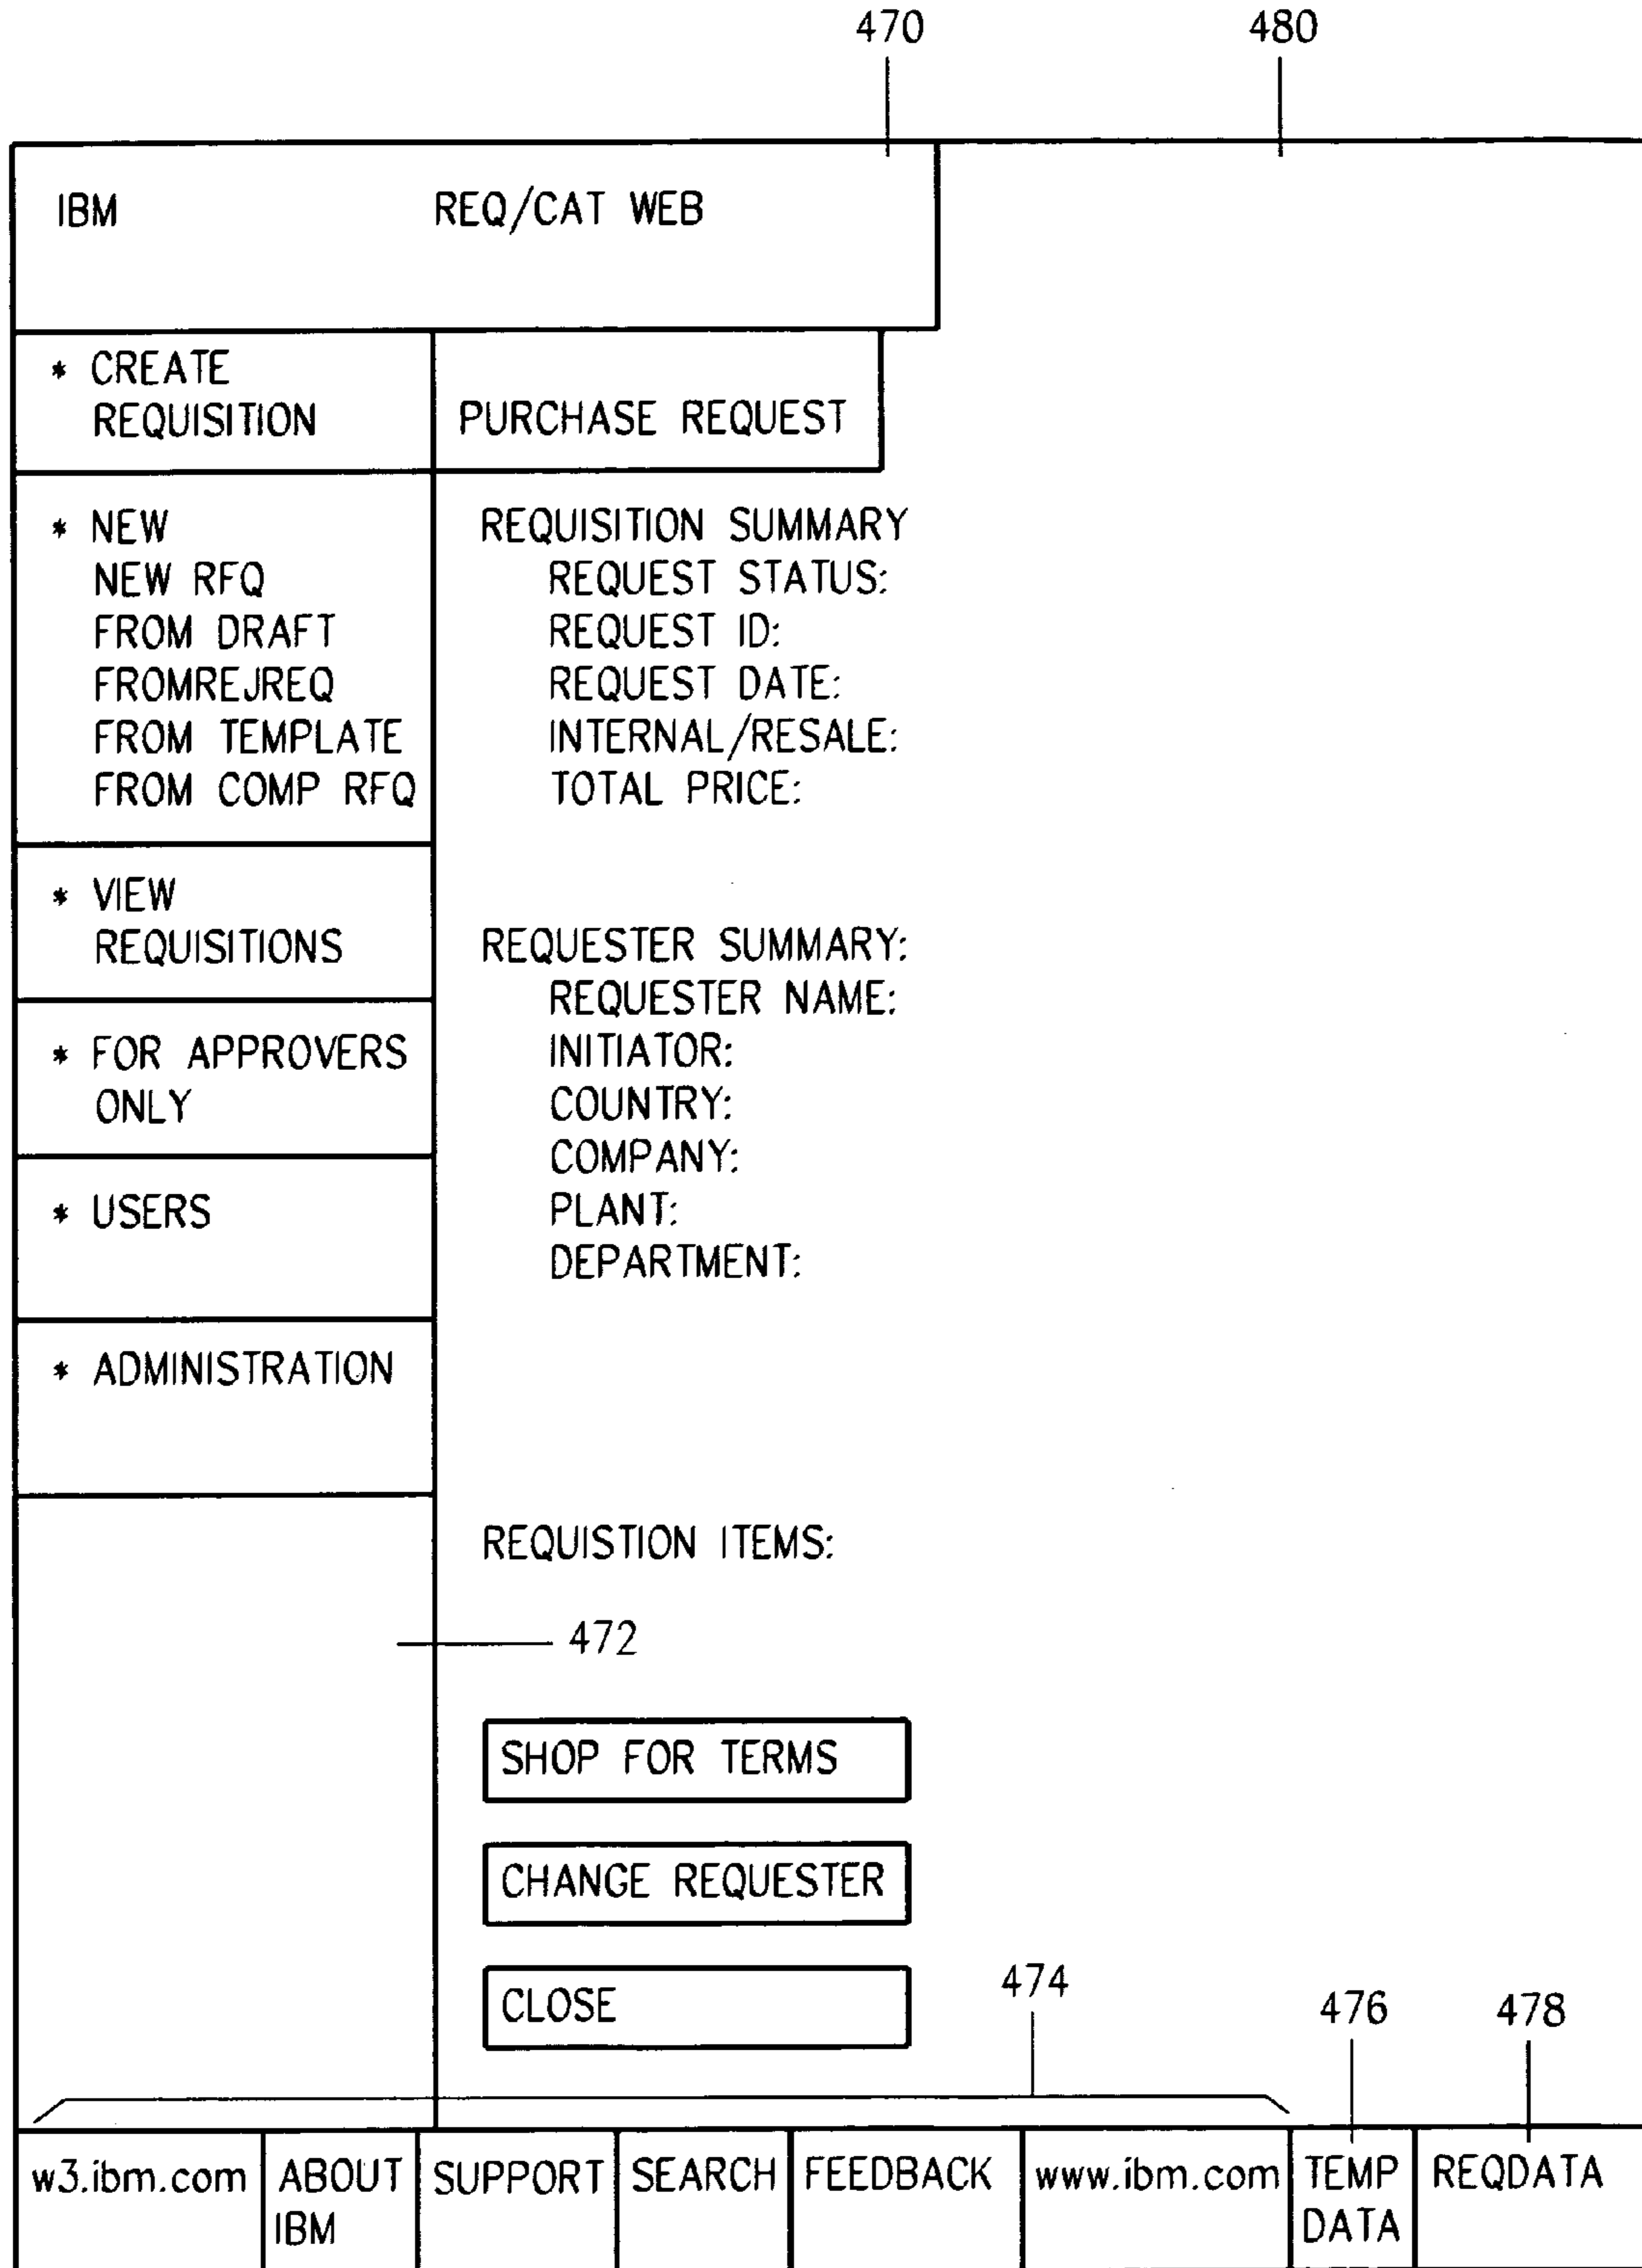 470 480
IBM REQ/CAT WEB
* CREATE
REQUISITION
PURCHASE REQUEST
* NEW
NEW RFQ
FROM DRAFT
FROMREJREQ
FROM TEMPLATE
FROM COMP RFQ
* VIEW
REQUISITIONS
* FOR APPROVERS
ONLY
* USERS
* ADMINISTRATION
REQUISITION SUMMARY
REQUEST STATUS:
REQUEST ID:
REQUEST DATE:
INTERNAL/RESALE:
TOTAL PRICE:
REQUESTER SUMMARY:
REQUESTER NAME:
INITIATOR:
COUNTRY:
COMPANY:
PLANT:
DEPARTMENT:
REQUISTION ITEMS:
472
SHOP FOR TERMS
CHANGE REQUESTER
CLOSE
474
476 478
w3.ibm.com
ABOUT
IBM
SUPPORT
SEARCH
FEEDBACK
www.ibm.com
TEMP
DATA
REQDATA